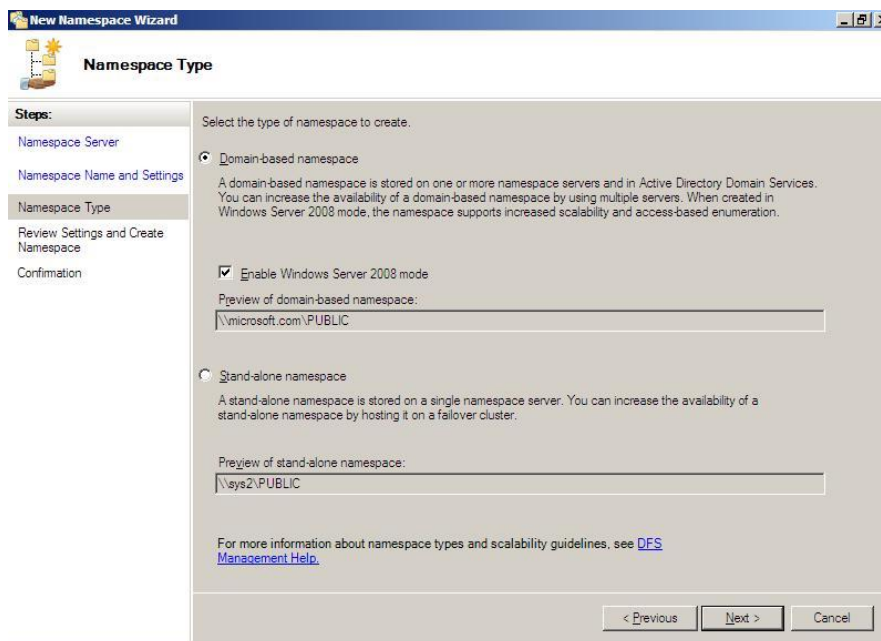 New Namespace Wizard
Namespace Type
Steps:
Namespace Server
Namespace Name and Settings
Namespace Type
Review Settings and Create
Namespace
Confirmation
Select the type of namespace to create.
Domain-based namespace
A domain-based namespace is stored on one or more namespace servers and in Active Directory Domain Services.
You can increase the availability of a domain-based namespace by using multiple servers. When created in
Windows Server 2008 mode, the namespace supports increased scalability and access-based enumeration.
Enable Windows Server 2008 mode
Preview of domain-based namespace:
\\microsoft.com\PUBLIC
Stand-alone namespace
A stand-alone namespace is stored on a single namespace server. You can increase the availability of a
stand-alone namespace by hosting it on a failover cluster.
Preview of stand-alone namespace:
\\sys2\PUBLIC
For more information about namespace types and scalability guidelines, see DFS
Management Help.
< Previous Next > Cancel